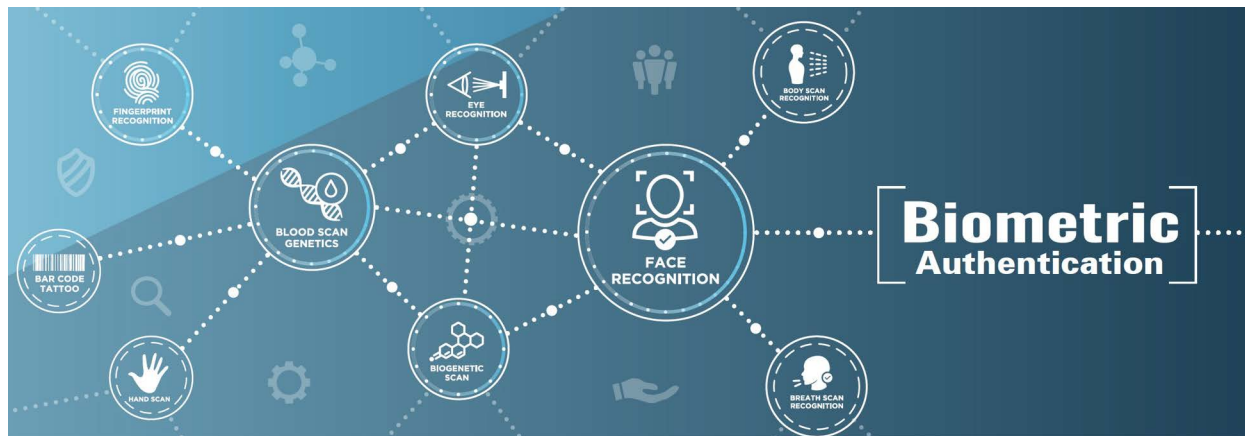 FINGERPRINT
RECOGNITION
EYE
RECOGNITION
BODY SCAN
RECOGNITION
BLOOD SCAN
GENETICS
BAR CODE
TATTOO
FACE
RECOGNITION
Biometric
Authentication
HAND SCAN
BIOGENETIC
SCAN
BREATH SCAN
RECOGNITION